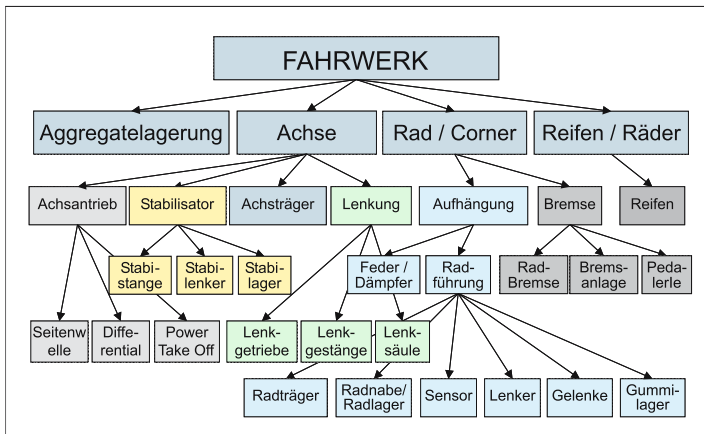 FAHRWERK
Aggregatelagerung
Achse
Rad / Corner
Reifen / Räder
Achsantrieb
Stabilisator
Achsträger
Lenkung
Aufhängung
Bremse
Reifen
Stabi-
stange
Stabi-
lenker
Stabi-
lager
Feder /
Dämpfer
Rad-
führung
Rad-
Bremse
Brems-
anlage
Peda-
lerle
Seitenw
elle
Diffe-
rential
Power
Take Off
Lenk-
getriebe
Lenk-
gestänge
Lenk-
säule
Radträger
Radnabe/
Radlager
Sensor
Lenker
Gelenke
Gummi-
lager